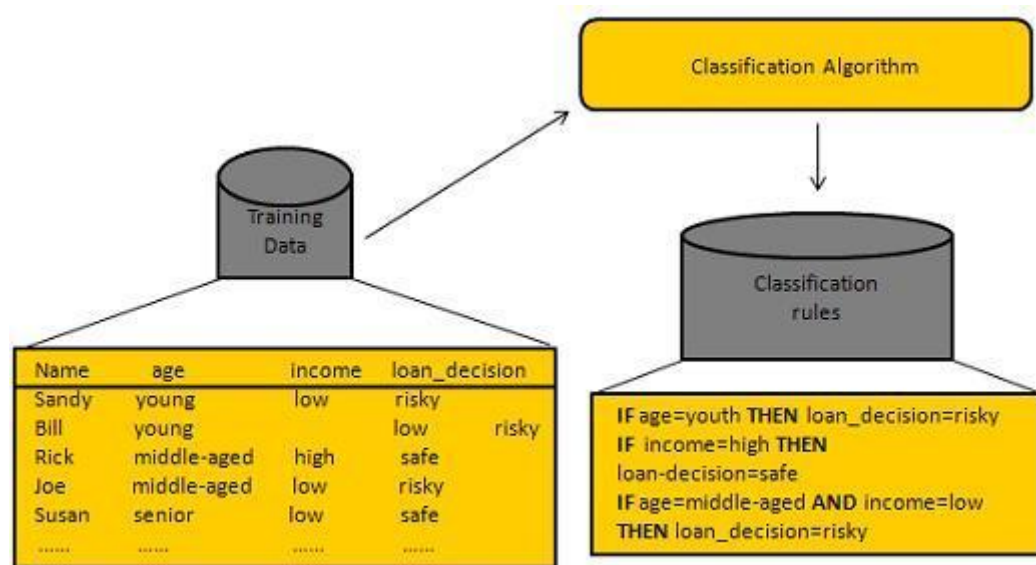 Classification Algorithm
Training
Data
Classification
rules
Name age income loan_decision
Sandy young low risky
Bill young low risky
Rick middle-aged high safe
Joe middle-aged low risky
Susan senior low safe
...... ...... ...... ......
IF age=youth THEN loan_decision=risky
IF income=high THEN
loan-decision=safe
IF age=middle-aged AND income=low
THEN loan_decision=risky